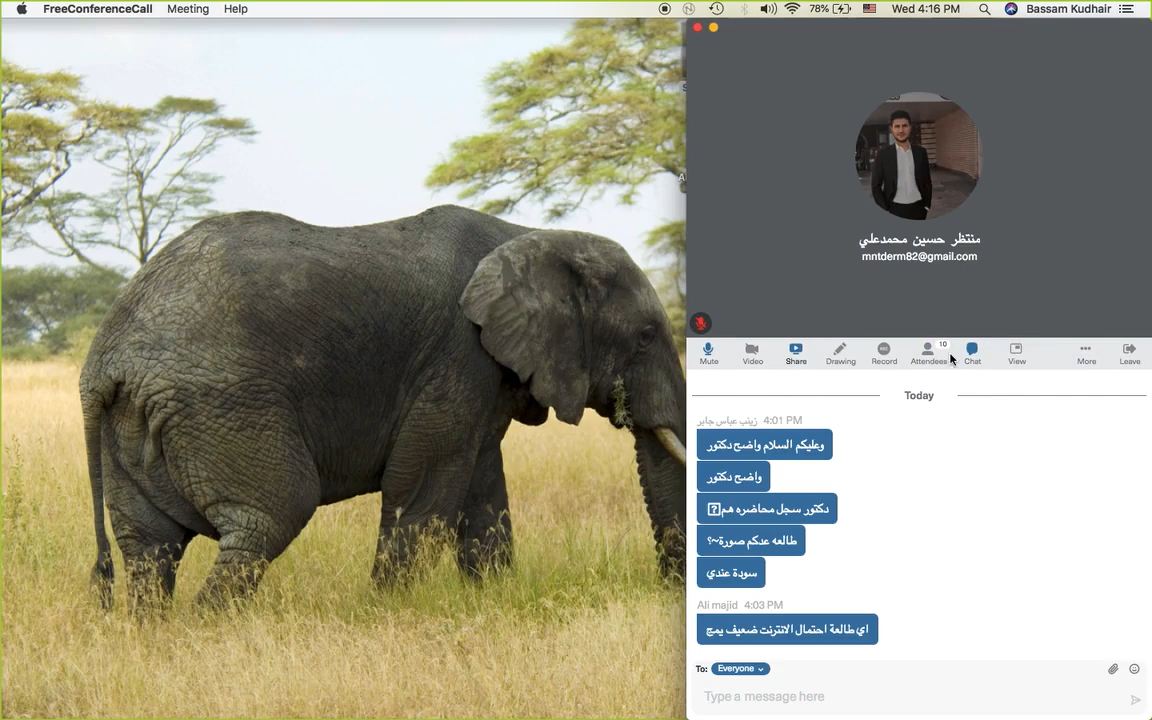 FreeConferenceCall Meeting Help 78% Wed 4:16 PM Bassam Kudhair
منتظر حسين محمدعلي
mntderm82@gmail.com
10
Mute Video Share Drawing Record Attendees Chat View More Leave
Today
زينب عباس جابر 4:01 PM
وعليكم السلام واضح دكتور
واضح دكتور
دكتور سجل محاضره هم
طالعه عدكم صورة~؟
سودة عندي
Ali majid 4:03 PM
اي طالعة احتمال الانترنت ضعيف يمج
To: Everyone
Type a message here